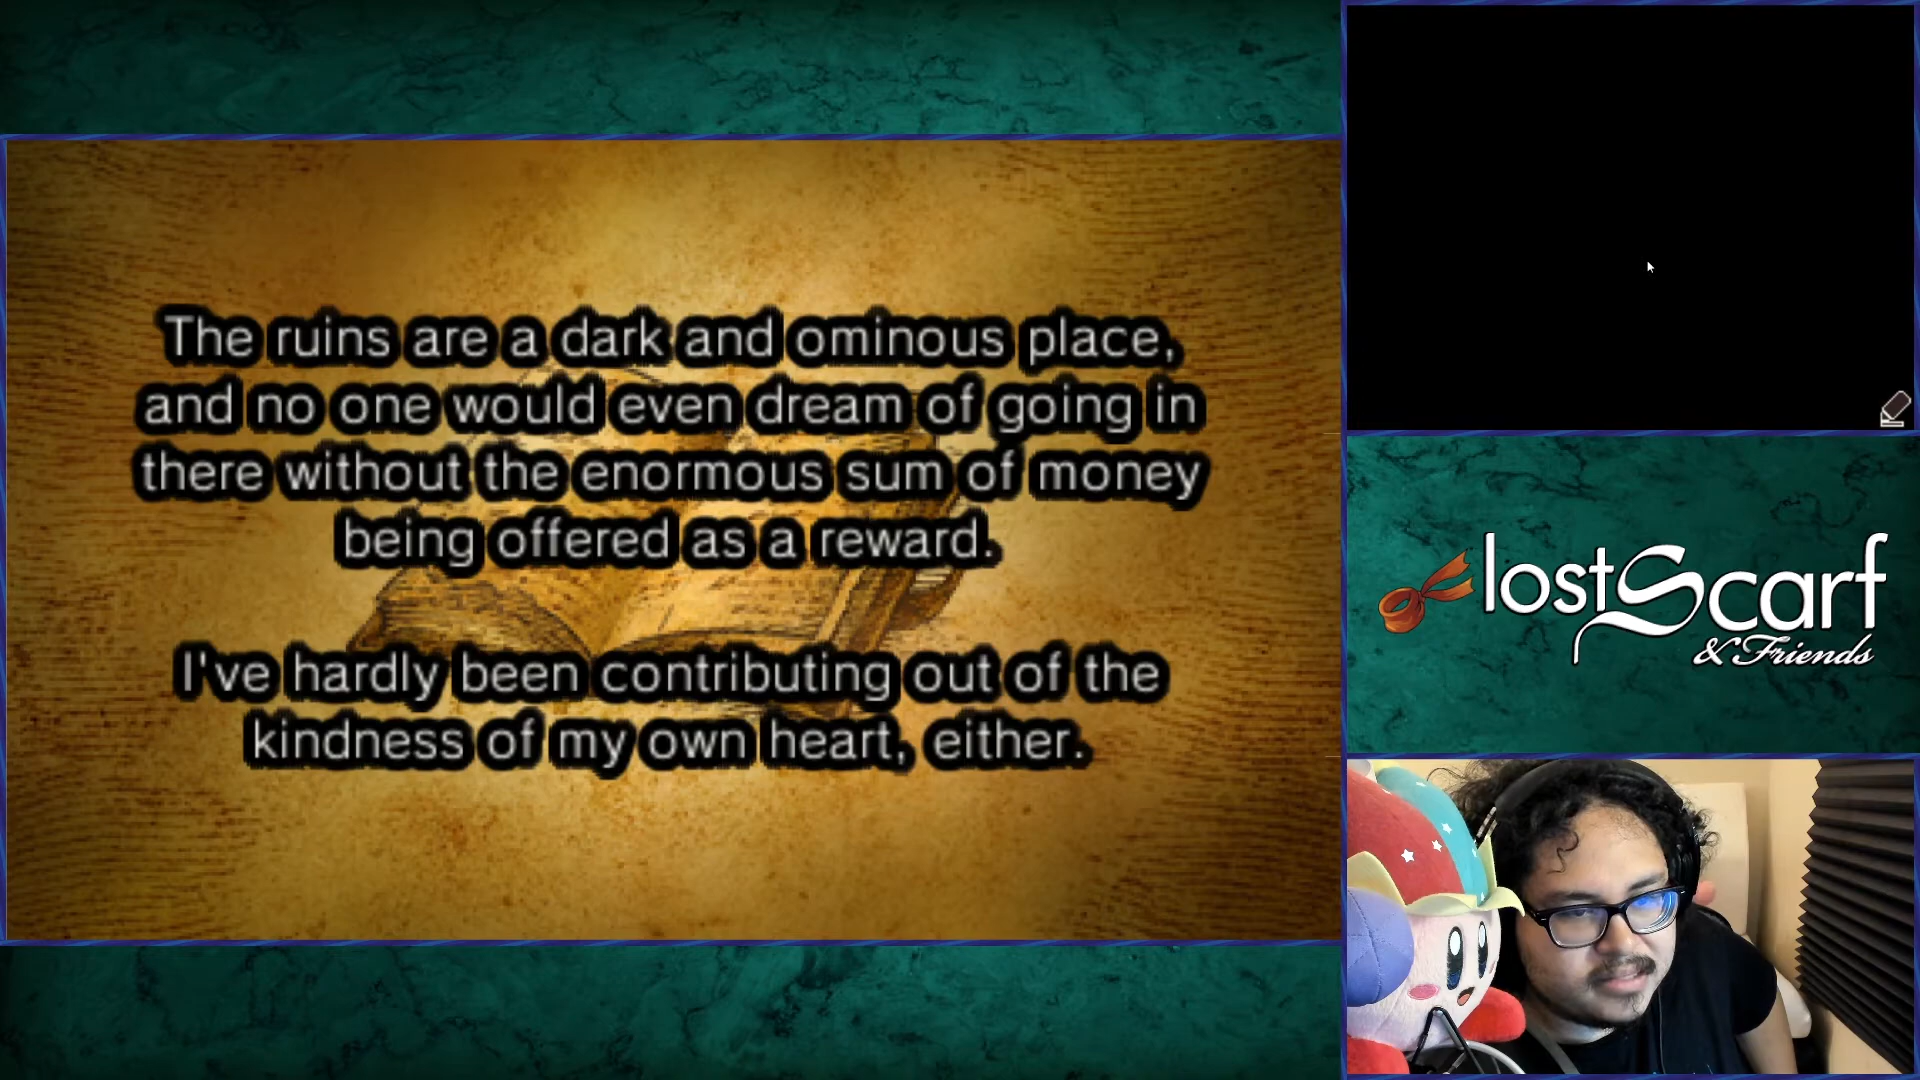 The ruins are a dark and ominous place,
and no one would even dream of going in
there without the enormous sum of money
being offered as a reward.
I've hardly been contributing out of the
kindness of my own heart, either.
lostScarf
& Friends